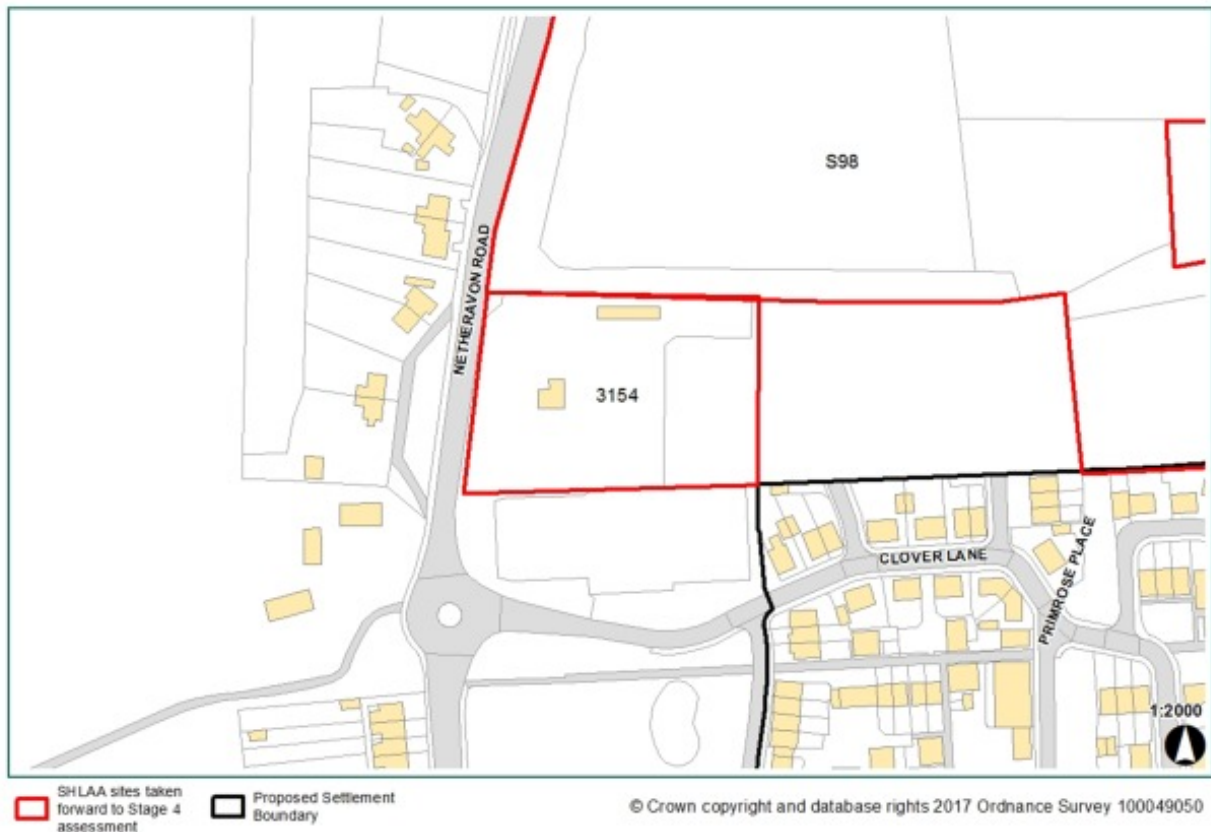 S98
NETHERAVON ROAD
3154
CLOVER LANE
PRIMROSE PLACE
1:2000
SHLAA sites taken
forward to Stage 4
assessment
Proposed Settlement
Boundary
© Crown copyright and database rights 2017 Ordnance Survey 100049050